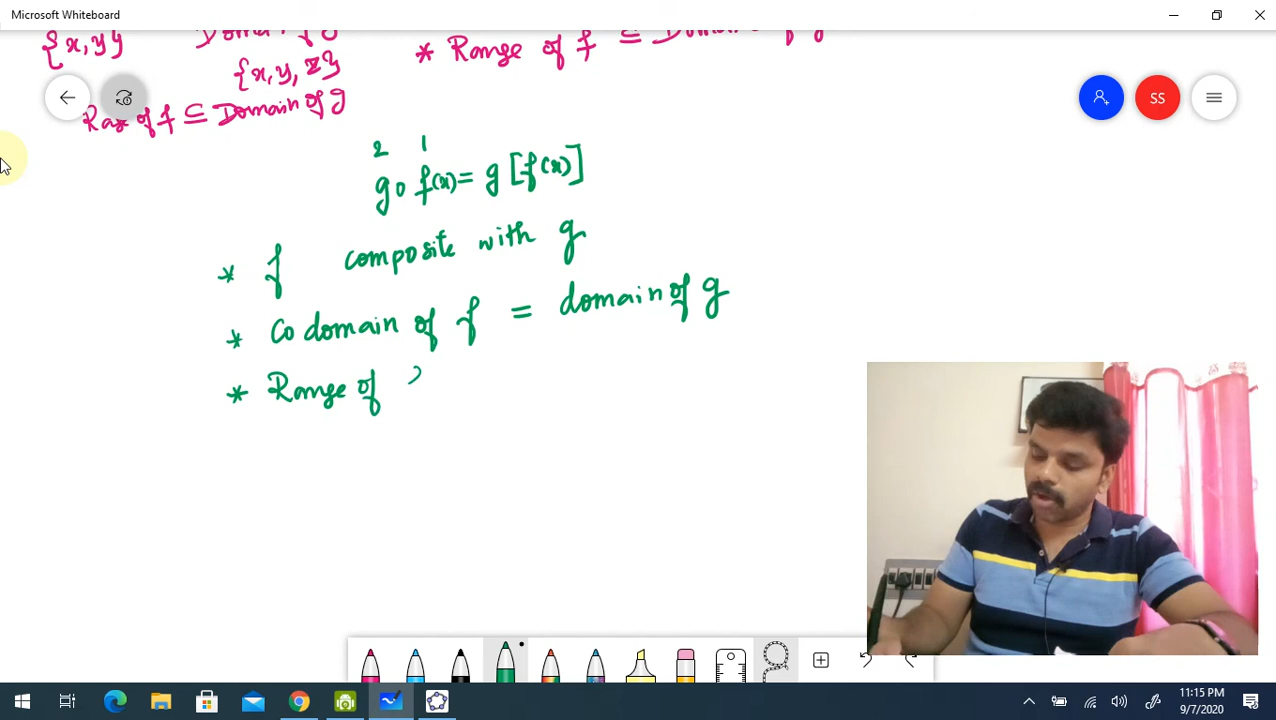 Microsoft Whiteboard
{x,y}
{x, y, z}
* Range of f ⊆
of f ⊆ Domain of g
SS
2 1
g o f(x) = g [f(x)]
* f composite with g
* Co domain of f = domain of g
* Range of
11:15 PM
9/7/2020